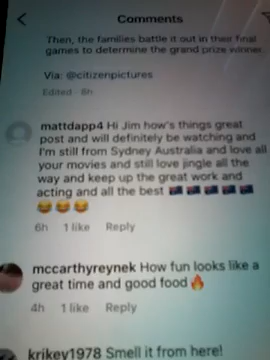 Comments
Then, the families battle it out in their final
games to determine the grand prize winner.
Via: @citizenpictures
Edited · 8h
mattdapp4 Hi Jim how's things great
post and will definitely be watching and
I'm still from Sydney Australia and love all
your movies and still love jingle all the
way and keep up the great work and
acting and all the best 🇦🇺 🇦🇺 🇦🇺 🇦🇺 🇦🇺
😂 😂 😂
6h 1 like Reply
mccarthyreynek How fun looks like a
great time and good food🔥
4h 1 like Reply
krikey1978 Smell it from here!